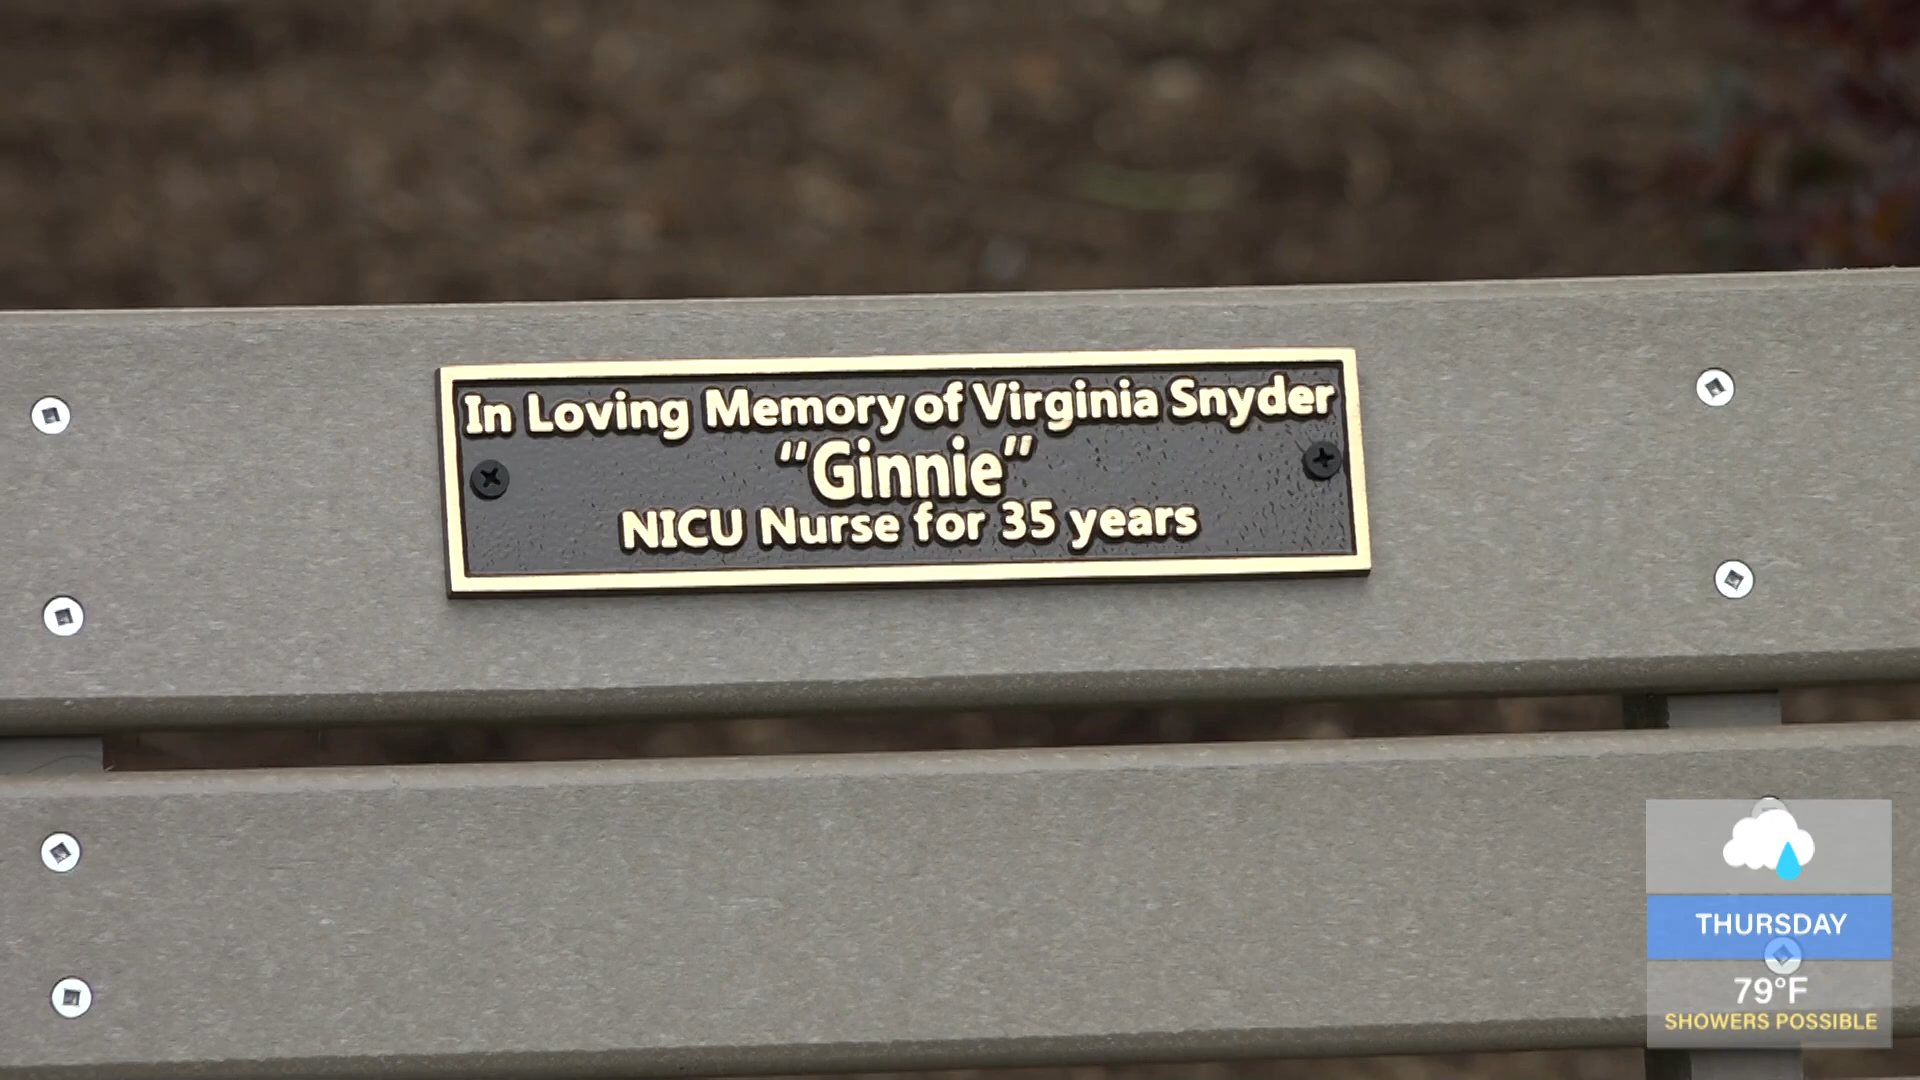 In Loving Memory of Virginia Snyder
"Ginnie"
NICU Nurse for 35 years
THURSDAY
79°F
SHOWERS POSSIBLE